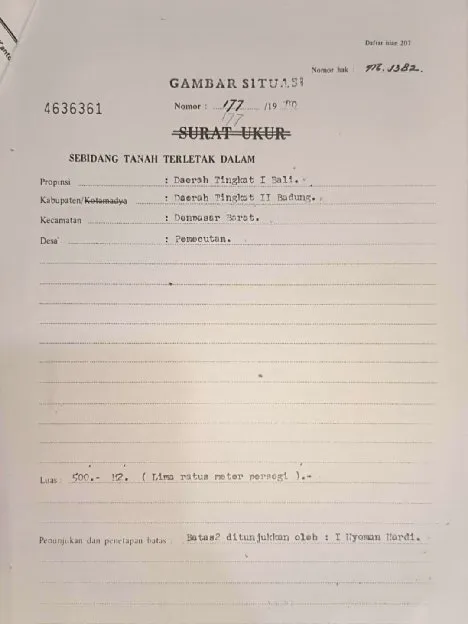 Daftar isian 207
Nomor hak : M. 1382.
GAMBAR SITUASI
4636361
Nomor : 177 /19
177
SURAT UKUR
SEBIDANG TANAH TERLETAK DALAM
Propinsi : Daerah Tingkat I Bali.-
Kabupaten/Kotamadya : Daerah Tingkat II Badung.-
Kecamatan : Denpasar Barat.
Desa : Pemecutan.
Luas : 500.- M2. ( Lima ratus meter persegi ).-
Penunjukan dan penetapan batas : Batas2 ditunjukkan oleh : I Nyoman Mardi.